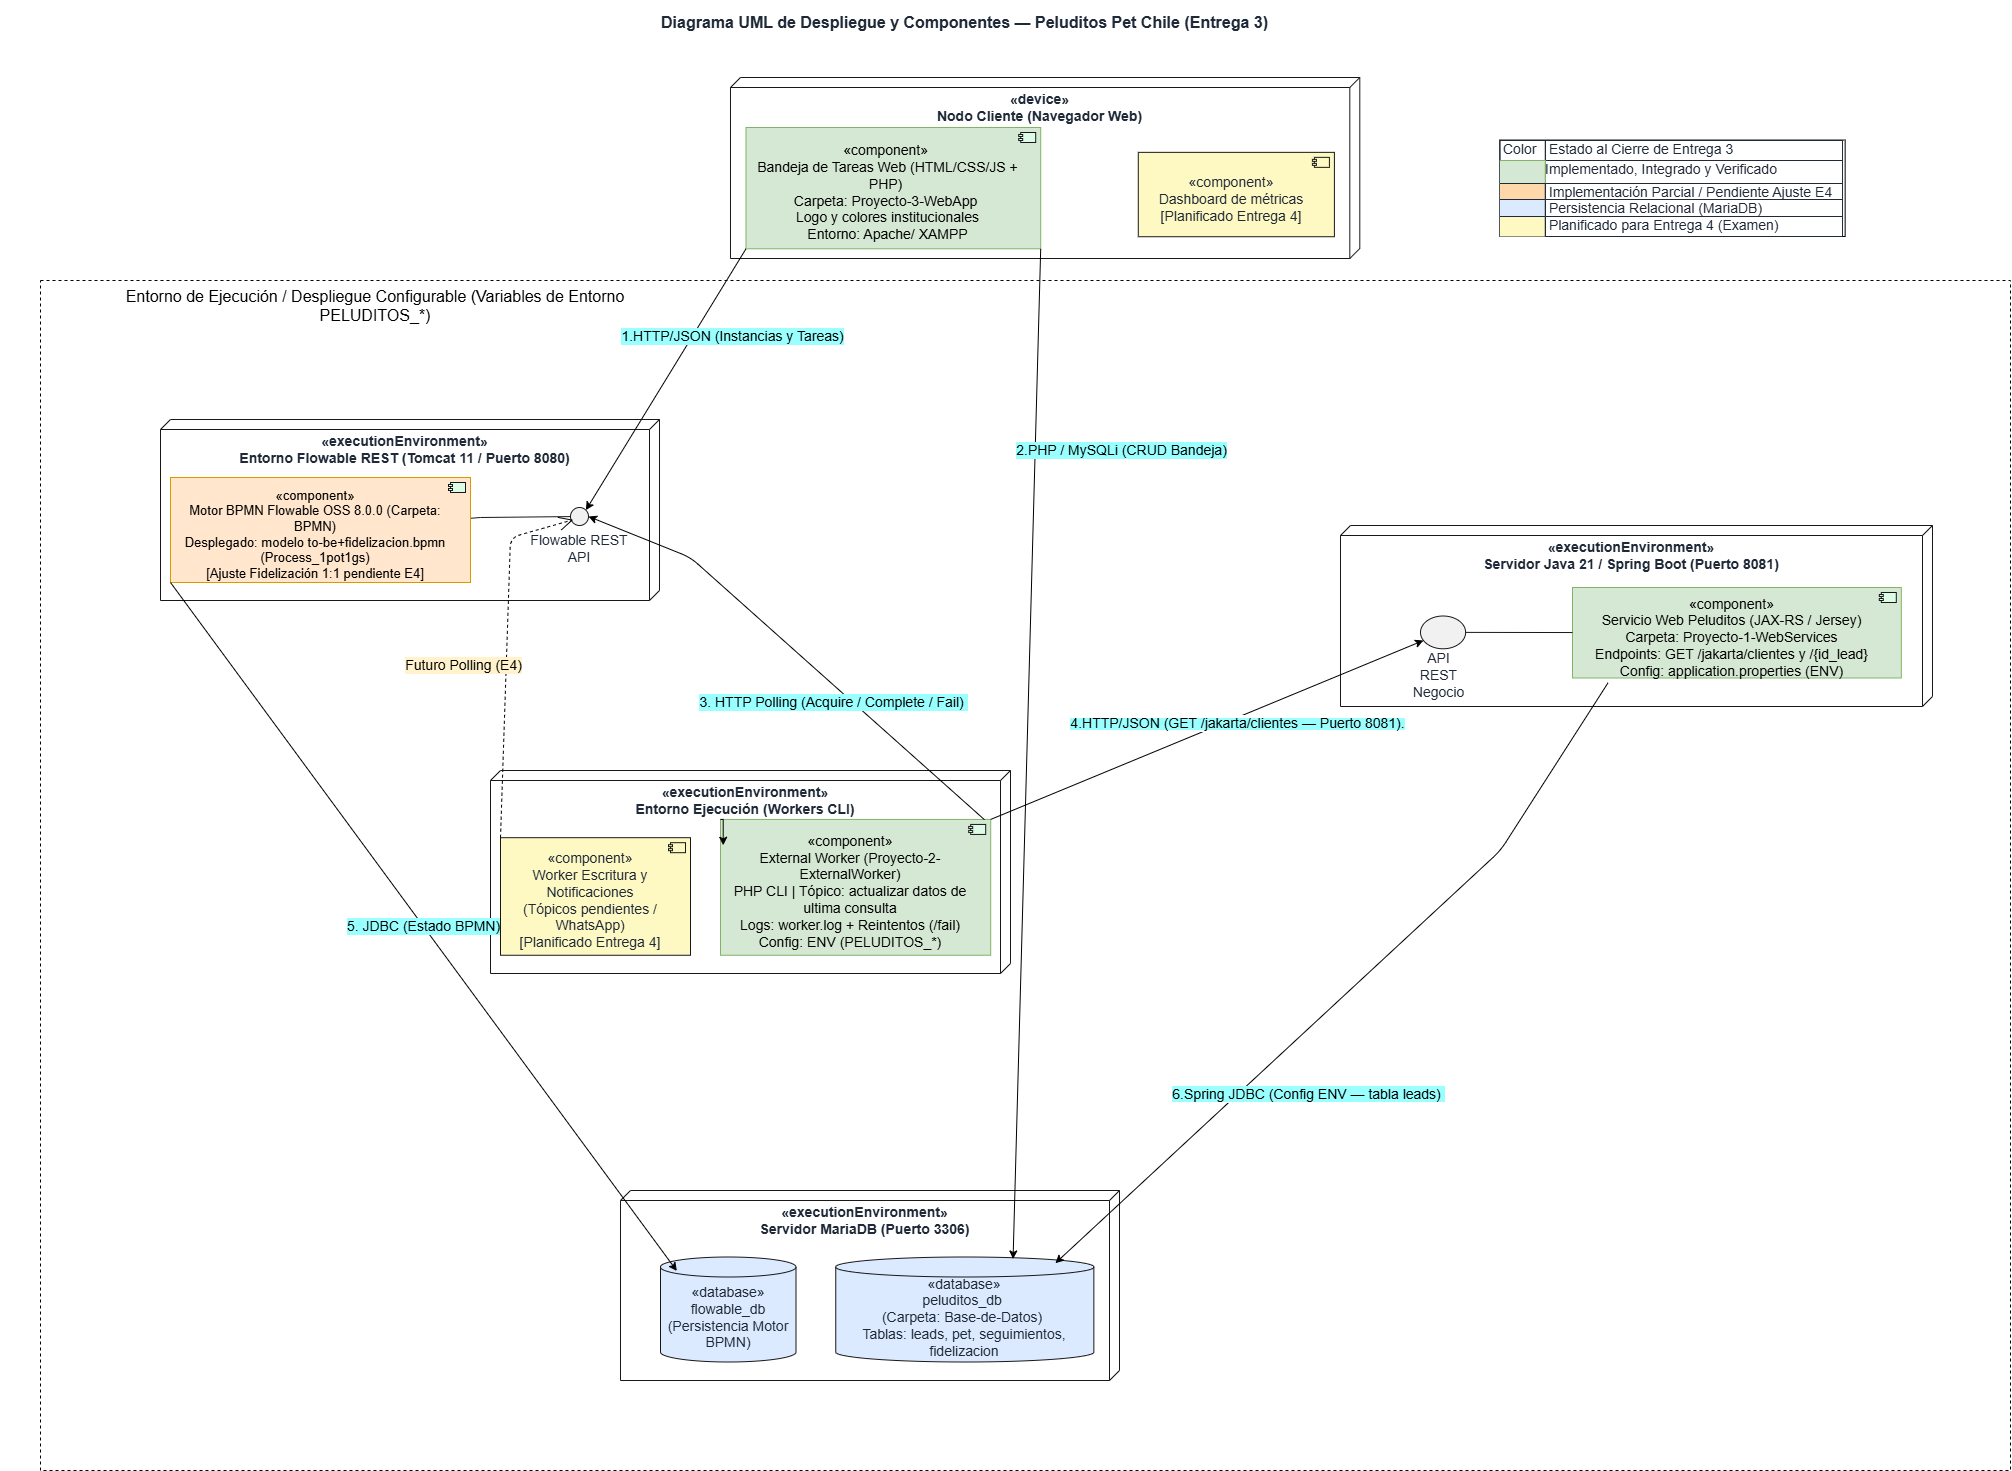 Diagrama UML de Despliegue y Componentes — Peluditos Pet Chile (Entrega 3)
«device»
Nodo Cliente (Navegador Web)
«component»
Bandeja de Tareas Web (HTML/CSS/JS +
PHP)
Carpeta: Proyecto-3-WebApp
Logo y colores institucionales
Entorno: Apache/ XAMPP
«component»
Dashboard de métricas
[Planificado Entrega 4]
Color
Estado al Cierre de Entrega 3
Implementado, Integrado y Verificado
Implementación Parcial / Pendiente Ajuste E4
Persistencia Relacional (MariaDB)
Planificado para Entrega 4 (Examen)
Entorno de Ejecución / Despliegue Configurable (Variables de Entorno
PELUDITOS_*)
1.HTTP/JSON (Instancias y Tareas)
2.PHP / MySQLi (CRUD Bandeja)
«executionEnvironment»
Entorno Flowable REST (Tomcat 11 / Puerto 8080)
«component»
Motor BPMN Flowable OSS 8.0.0 (Carpeta:
BPMN)
Desplegado: modelo to-be+fidelizacion.bpmn
(Process_1pot1gs)
[Ajuste Fidelización 1:1 pendiente E4]
Flowable REST
API
«executionEnvironment»
Servidor Java 21 / Spring Boot (Puerto 8081)
API
REST
Negocio
«component»
Servicio Web Peluditos (JAX-RS / Jersey)
Carpeta: Proyecto-1-WebServices
Endpoints: GET /jakarta/clientes y /{id_lead}
Config: application.properties (ENV)
Futuro Polling (E4)
3. HTTP Polling (Acquire / Complete / Fail)
4.HTTP/JSON (GET /jakarta/clientes — Puerto 8081).
«executionEnvironment»
Entorno Ejecución (Workers CLI)
«component»
Worker Escritura y
Notificaciones
(Tópicos pendientes /
WhatsApp)
[Planificado Entrega 4]
«component»
External Worker (Proyecto-2-
ExternalWorker)
PHP CLI | Tópico: actualizar datos de
ultima consulta
Logs: worker.log + Reintentos (/fail)
Config: ENV (PELUDITOS_*)
5. JDBC (Estado BPMN)
6.Spring JDBC (Config ENV — tabla leads)
«executionEnvironment»
Servidor MariaDB (Puerto 3306)
«database»
flowable_db
(Persistencia Motor
BPMN)
«database»
peluditos_db
(Carpeta: Base-de-Datos)
Tablas: leads, pet, seguimientos,
fidelizacion